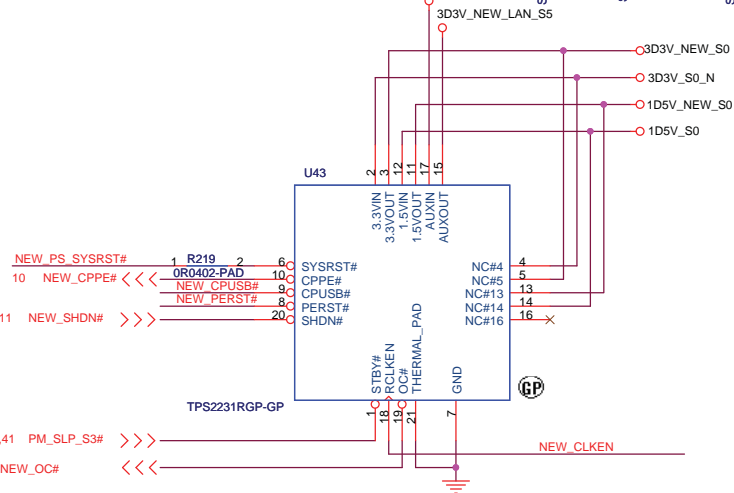 3D3V_NEW_LAN_S5
3D3V_NEW_S0
3D3V_S0_N
1D5V_NEW_S0
1D5V_S0
U43
2
3
12
11
17
15
3.3VIN
3.3VOUT
1.5VIN
1.5VOUT
AUXIN
AUXOUT
NEW_PS_SYSRST# 1 R219 2 6 SYSRST#
0R0402-PAD
10 NEW_CPPE# 10 CPPE#
NEW_CPUSB# 9 CPUSB#
NEW_PERST# 8 PERST#
11 NEW_SHDN# 20 SHDN#
NC#4 4
NC#5 5
NC#13 13
NC#14 14
NC#16 16
STBY#
RCLKEN
OC#
THERMAL_PAD
GND
GP
TPS2231RGP-GP
1
18
19
21
7
,41 PM_SLP_S3#
NEW_CLKEN
NEW_OC#